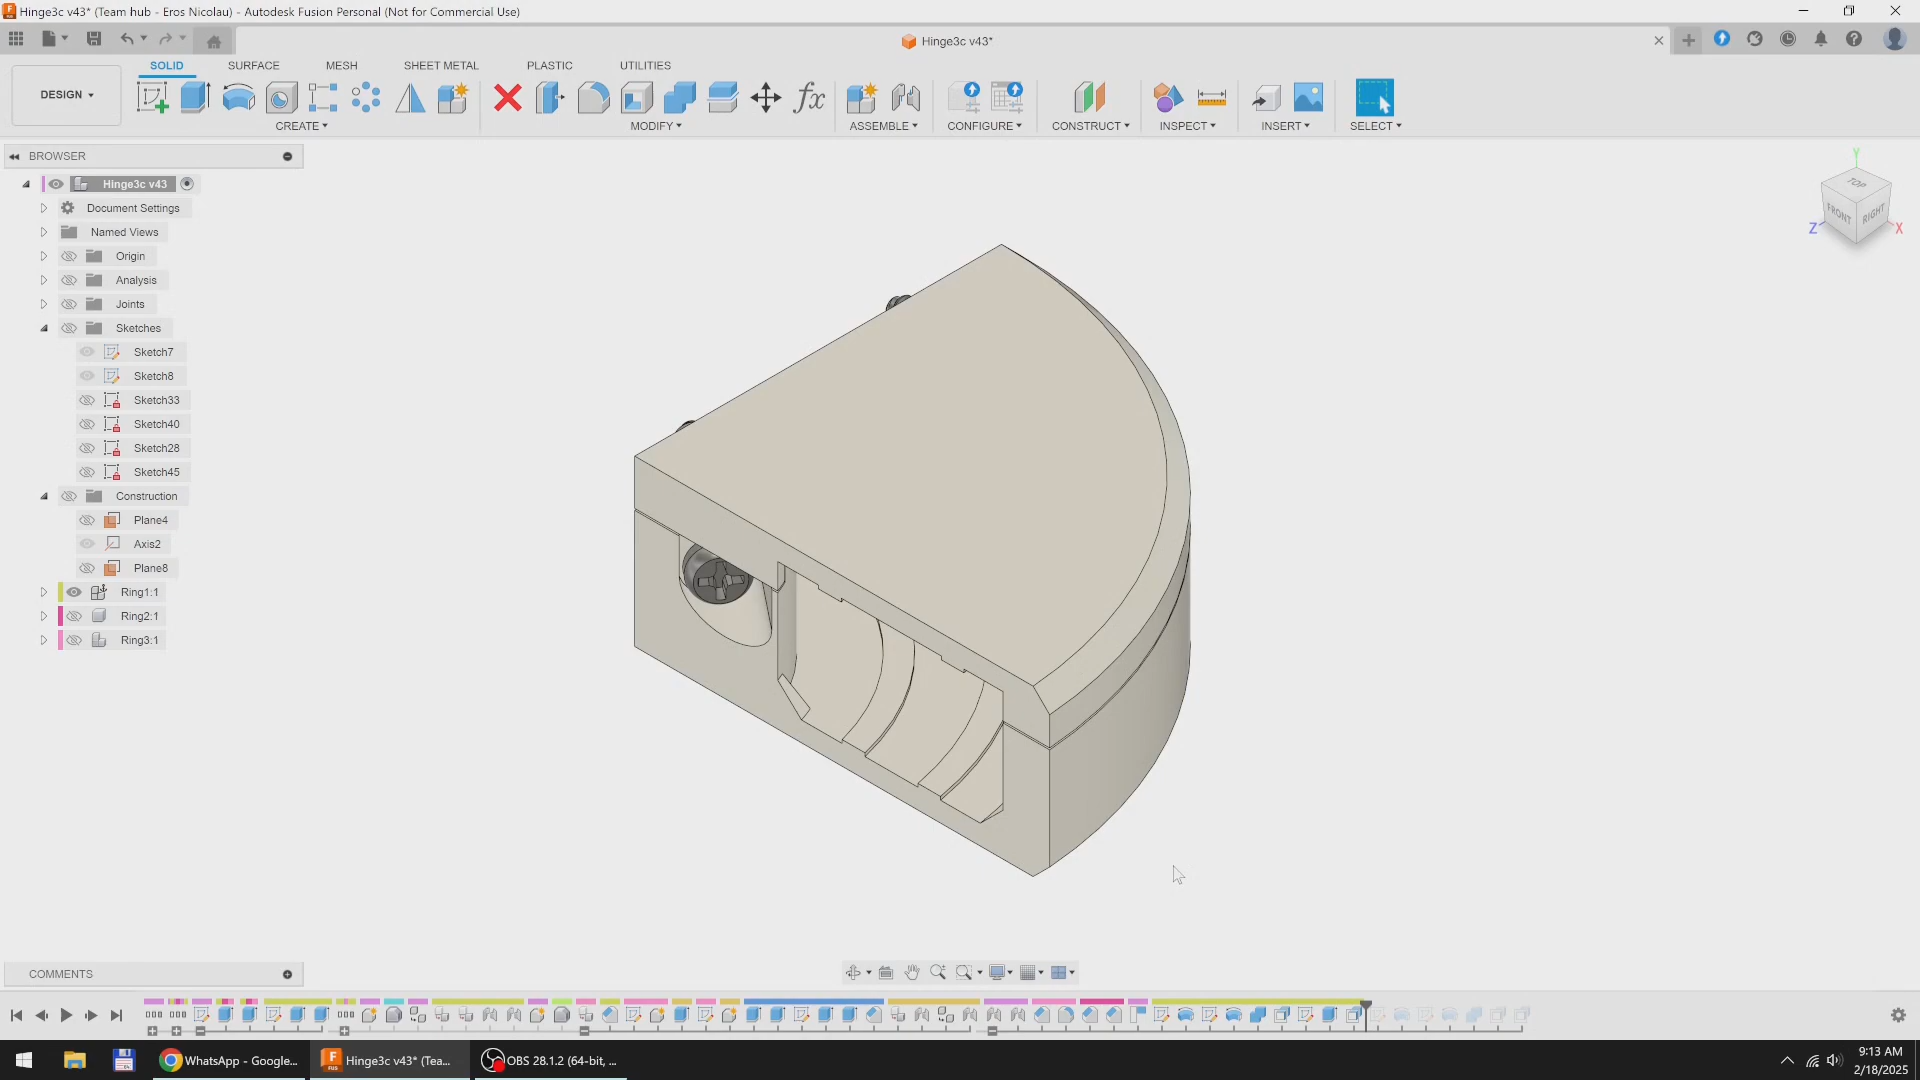 Hinge3c v43* (Team hub - Eros Nicolau) - Autodesk Fusion Personal (Not for Commercial Use)
Hinge3c v43*
SOLID SURFACE MESH SHEET METAL PLASTIC UTILITIES
DESIGN
CREATE MODIFY ASSEMBLE CONFIGURE CONSTRUCT INSPECT INSERT SELECT
BROWSER
Hinge3c v43
Document Settings
Named Views
Origin
Analysis
Joints
Sketches
Sketch7
Sketch8
Sketch33
Sketch40
Sketch28
Sketch45
Construction
Plane4
Axis2
Plane8
Ring1:1
Ring2:1
Ring3:1
Y
TOP
FRONT RIGHT
Z X
COMMENTS
WhatsApp - Google... Hinge3c v43* (Tea... OBS 28.1.2 (64-bit, ...
9:13 AM
2/18/2025